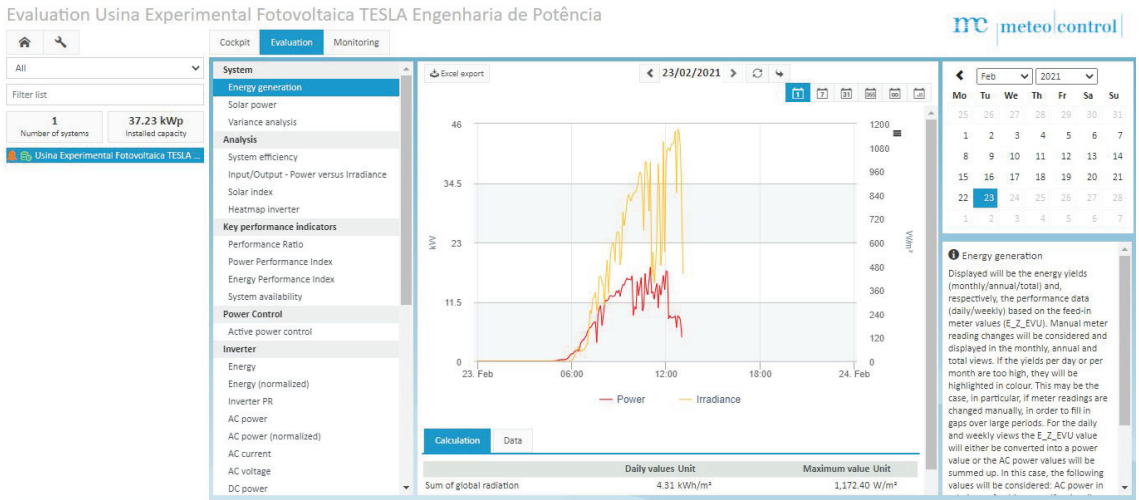 Evaluation Usina Experimental Fotovoltaica TESLA Engenharia de Potência
mc meteocontrol
Cockpit Evaluation Monitoring
All
Filter list
1
Number of systems
37.23 kWp
Installed capacity
Usina Experimental Fotovoltaica TESLA ...
System
Energy generation
Solar power
Variance analysis
Analysis
System efficiency
Input/Output - Power versus Irradiance
Solar index
Heatmap inverter
Key performance indicators
Performance Ratio
Power Performance Index
Energy Performance Index
System availability
Power Control
Active power control
Inverter
Energy
Energy (normalized)
Inverter PR
AC power
AC power (normalized)
AC current
AC voltage
DC power
Excel export
23/02/2021
1 7 31 365
46
34.5
23
11.5
0
kW
1200
1080
960
840
720
600
480
360
240
120
0
W/m²
23. Feb 06:00 12:00 18:00 24. Feb
Power Irradiance
Calculation Data
Daily values Unit Maximum value Unit
Sum of global radiation 4.31 kWh/m² 1,172.40 W/m²
Feb 2021
Mo Tu We Th Fr Sa Su
25 26 27 28 29 30 31
1 2 3 4 5 6 7
8 9 10 11 12 13 14
15 16 17 18 19 20 21
22 23 24 25 26 27 28
1 2 3 4 5 6 7
Energy generation
Displayed will be the energy yields
(monthly/annual/total) and,
respectively, the performance data
(daily/weekly) based on the feed-in
meter values (E_Z_EVU). Manual meter
reading changes will be considered and
displayed in the monthly, annual and
total views. If the yields per day or per
month are too high, they will be
highlighted in colour. This may be the
case, in particular, if meter readings are
changed manually, in order to fill in
gaps over large periods. For the daily
and weekly views the E_Z_EVU value
will either be converted into a power
value or the AC power values will be
summed up. In this case, the following
values will be considered: AC power in